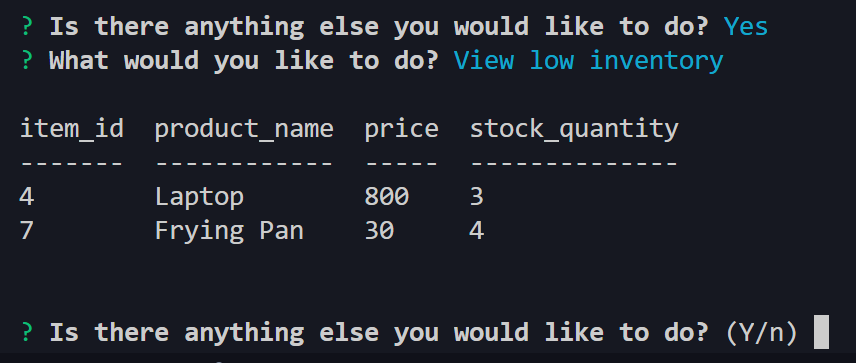 ? Is there anything else you would like to do? Yes
? What would you like to do? View low inventory
item_id  product_name  price  stock_quantity
-------  ------------  -----  --------------
4        Laptop        800    3
7        Frying Pan    30     4
? Is there anything else you would like to do? (Y/n)